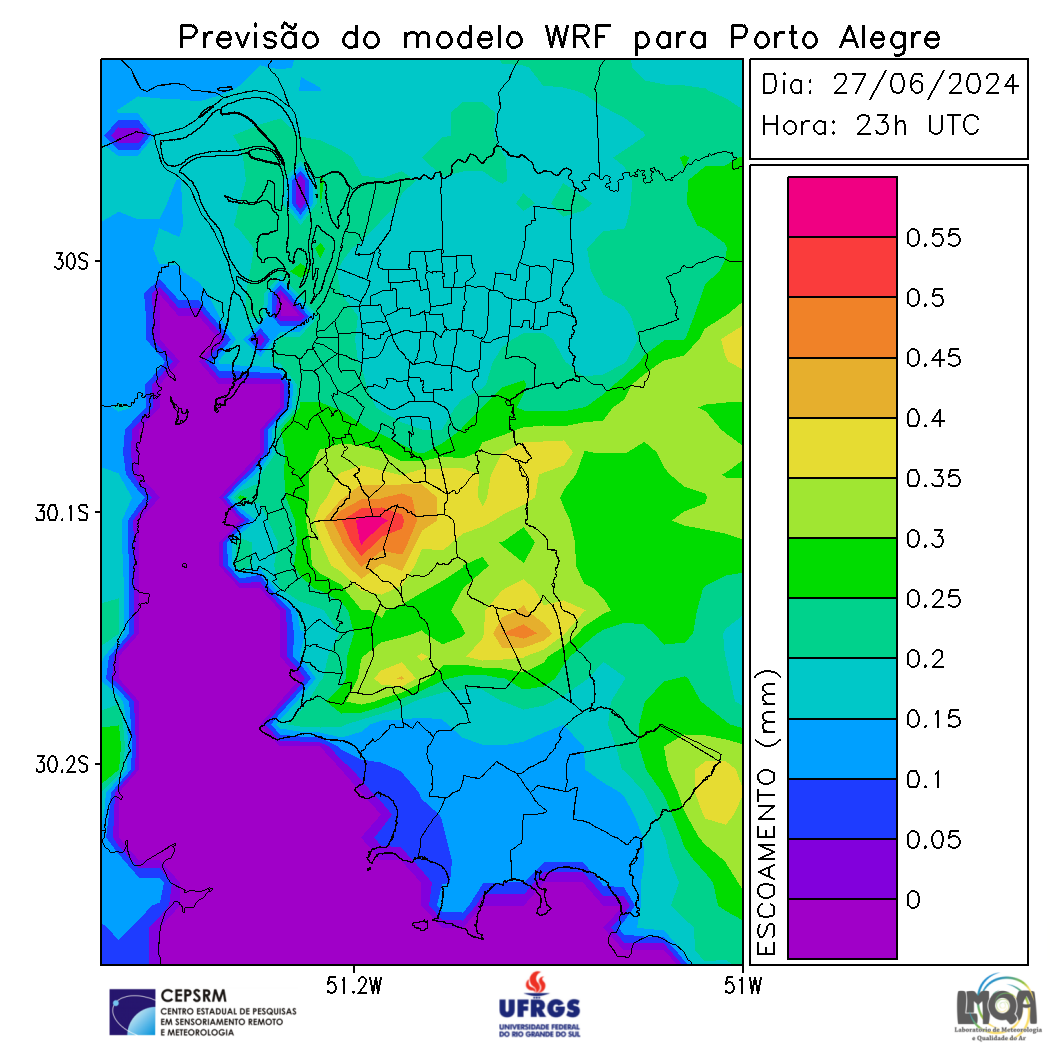 Previsão do modelo WRF para Porto Alegre
Dia: 27/06/2024
Hora: 23h UTC
30S
30.1S
30.2S
51.2W
51W
ESCOAMENTO (mm)
0.55
0.5
0.45
0.4
0.35
0.3
0.25
0.2
0.15
0.1
0.05
0
CEPSRM
CENTRO ESTADUAL DE PESQUISAS
EM SENSORIAMENTO REMOTO
E METEOROLOGIA
UFRGS
UNIVERSIDADE FEDERAL
DO RIO GRANDE DO SUL
LMQA
Laboratório de Meteorologia
e Qualidade do Ar